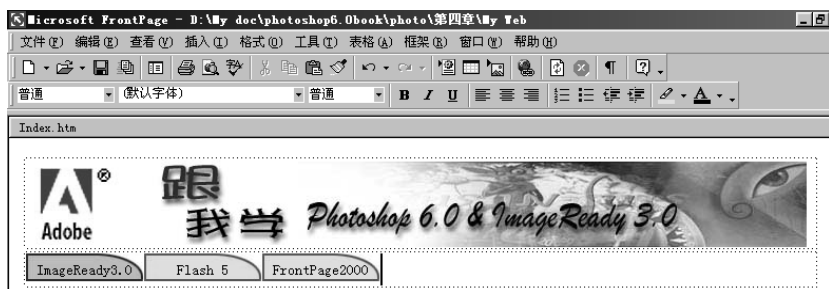 Microsoft FrontPage - D:\My doc\photoshop6.0book\photo\第四章\My Web
文件(F) 编辑(E) 查看(V) 插入(I) 格式(O) 工具(T) 表格(A) 框架(R) 窗口(W) 帮助(H)
普通 (默认字体) 普通 B I U A
Index.htm
Adobe ®
跟
我学 Photoshop 6.0 & ImageReady 3.0
ImageReady3.0 Flash 5 FrontPage2000